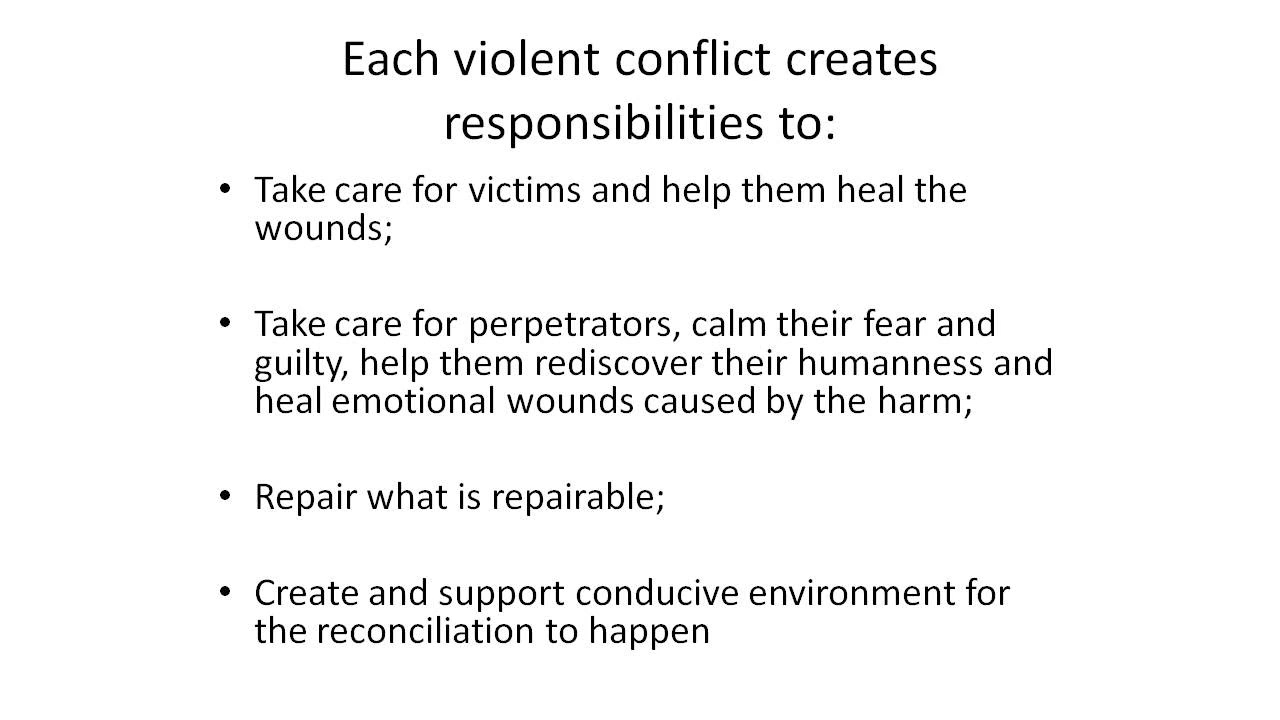 Each violent conflict creates
responsibilities to:
• Take care for victims and help them heal the
wounds;
• Take care for perpetrators, calm their fear and
guilty, help them rediscover their humanness and
heal emotional wounds caused by the harm;
• Repair what is repairable;
• Create and support conducive environment for
the reconciliation to happen